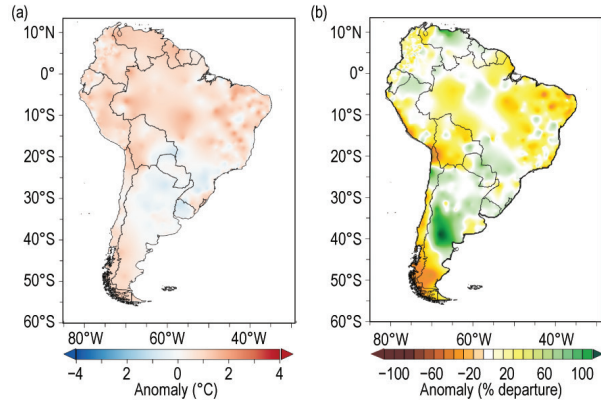 (a)
10°N
0°
10°S
20°S
30°S
40°S
50°S
60°S
80°W
60°W
40°W
−4
2
0
2
4
Anomaly (°C)
(b)
10°N
0°
10°S
20°S
30°S
40°S
50°S
60°S
80°W
60°W
40°W
−100
−60
−20
20
60
100
Anomaly (% departure)